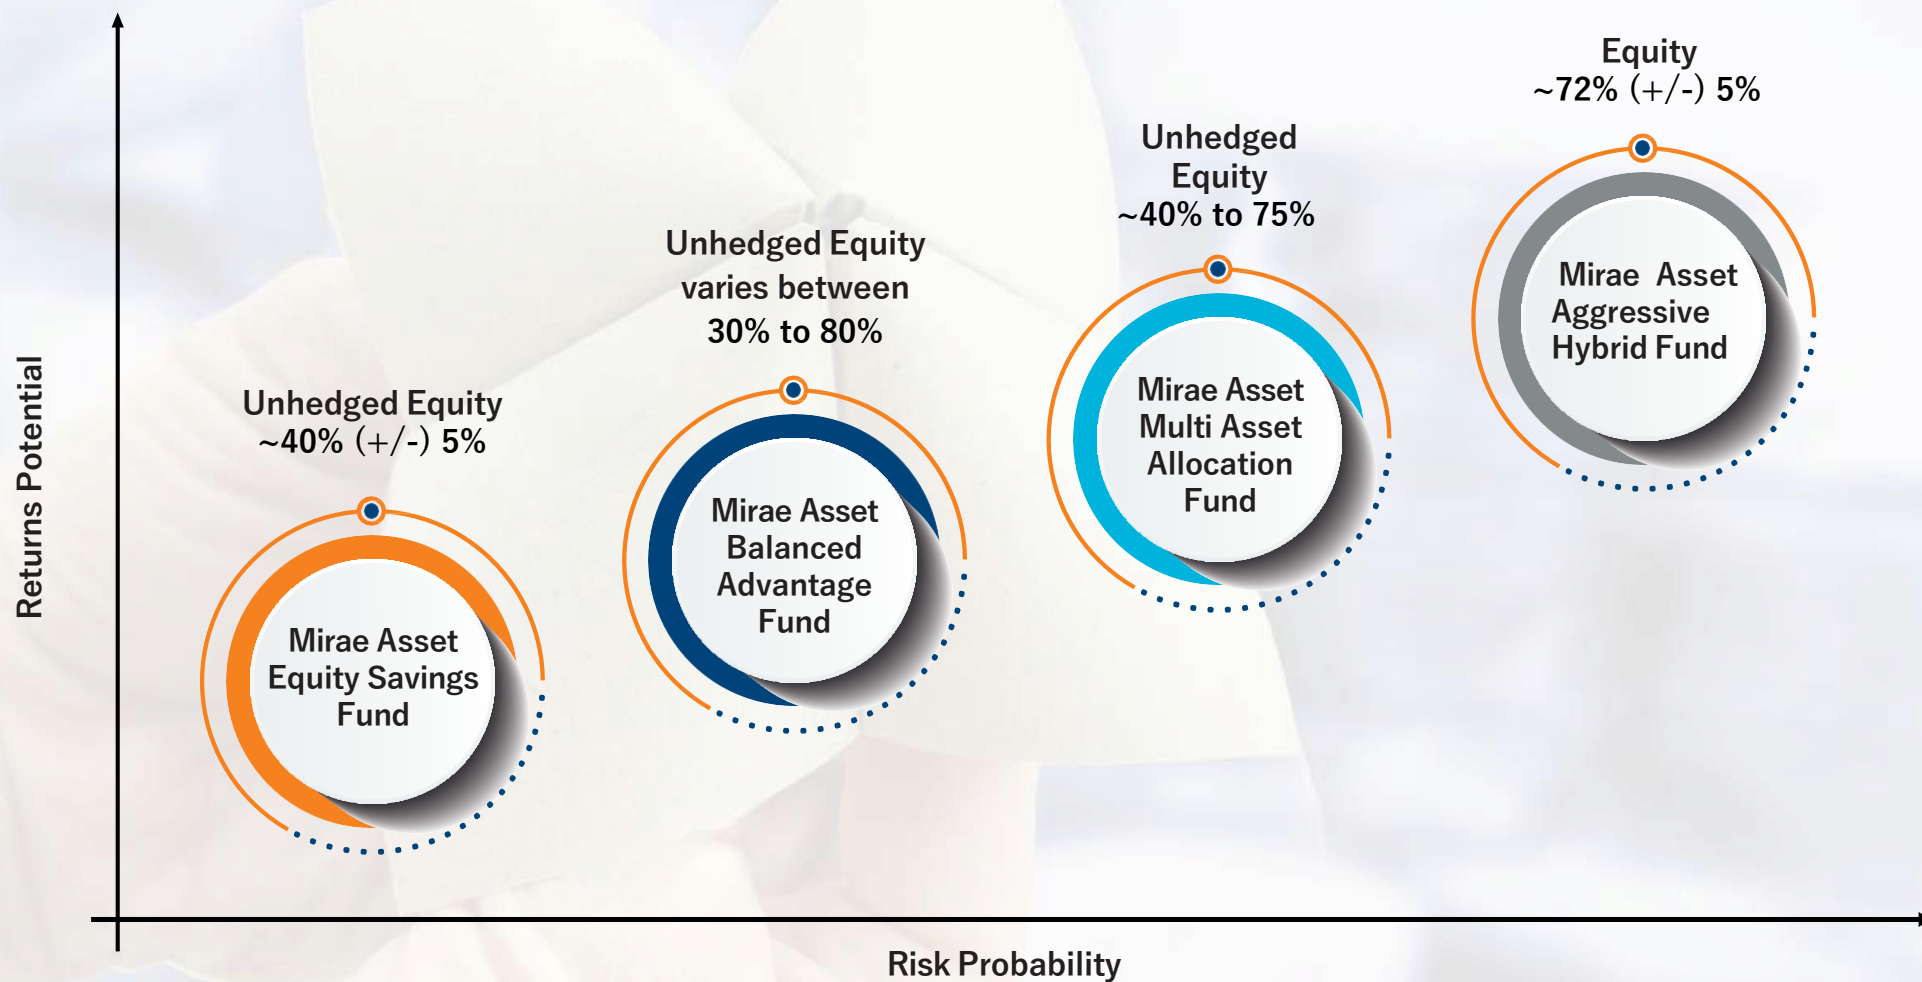 Returns Potential
Unhedged Equity
~40% (+/-) 5%
Mirae Asset
Equity Savings
Fund
Unhedged Equity
varies between
30% to 80%
Mirae Asset
Balanced
Advantage
Fund
Unhedged
Equity
~40% to 75%
Mirae Asset
Multi Asset
Allocation
Fund
Equity
~72% (+/-) 5%
Mirae Asset
Aggressive
Hybrid Fund
Risk Probability